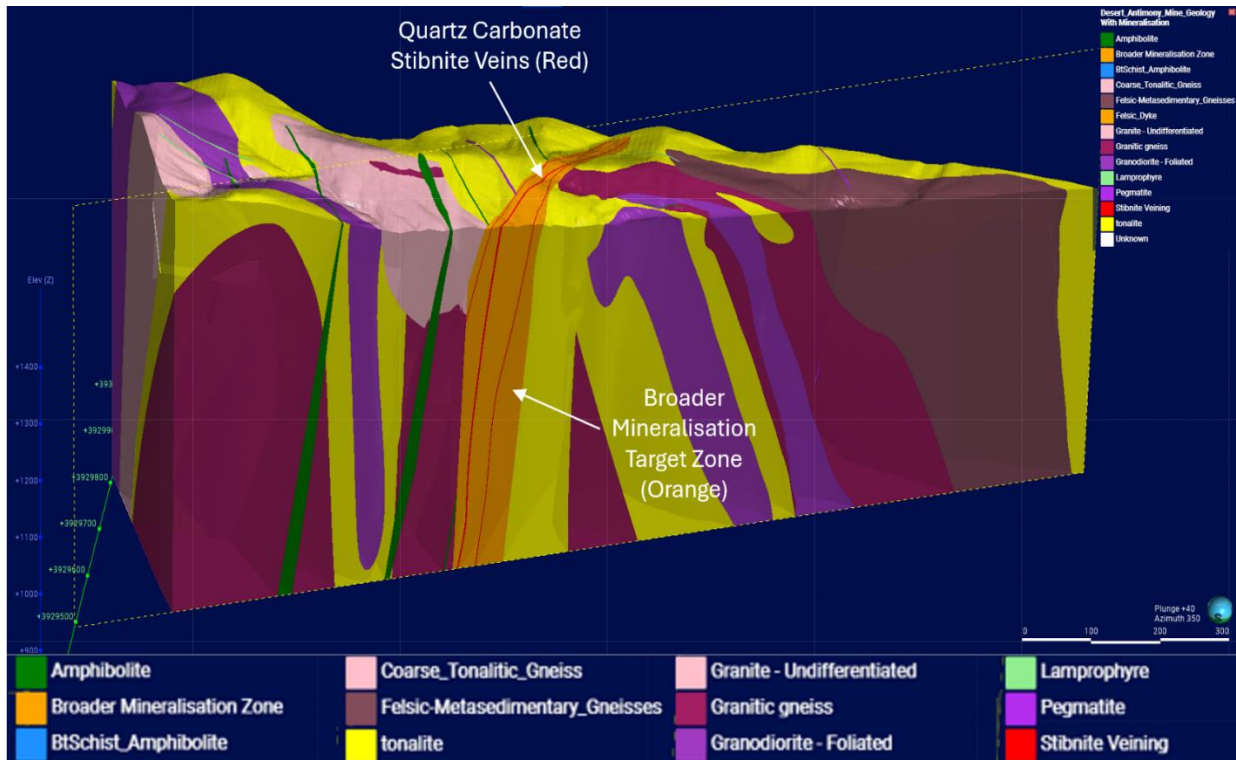 Quartz Carbonate
Stibnite Veins (Red)
Desert_Antimony_Mine_Geology
With Mineralisation
Amphibolite
Broader Mineralisation Zone
BtSchist_Amphibolite
Coarse_Tonalitic_Gneiss
Felsic-Metasedimentary_Gneisses
Felsic_Dyke
Granite - Undifferentiated
Granitic gneiss
Granodiorite - Foliated
Lamprophyre
Pegmatite
Stibnite Veining
tonalite
Unknown
Elev (Z)
+1400
+1300
+1200
+1100
+1000
+900
+393
+39299
+3929800
+3929700
+3929600
+3929500
Broader
Mineralisation
Target Zone
(Orange)
Plunge +40
Azimuth 350
0 100 200 300
Amphibolite Coarse_Tonalitic_Gneiss Granite - Undifferentiated Lamprophyre
Broader Mineralisation Zone Felsic-Metasedimentary_Gneisses Granitic gneiss Pegmatite
BtSchist_Amphibolite tonalite Granodiorite - Foliated Stibnite Veining